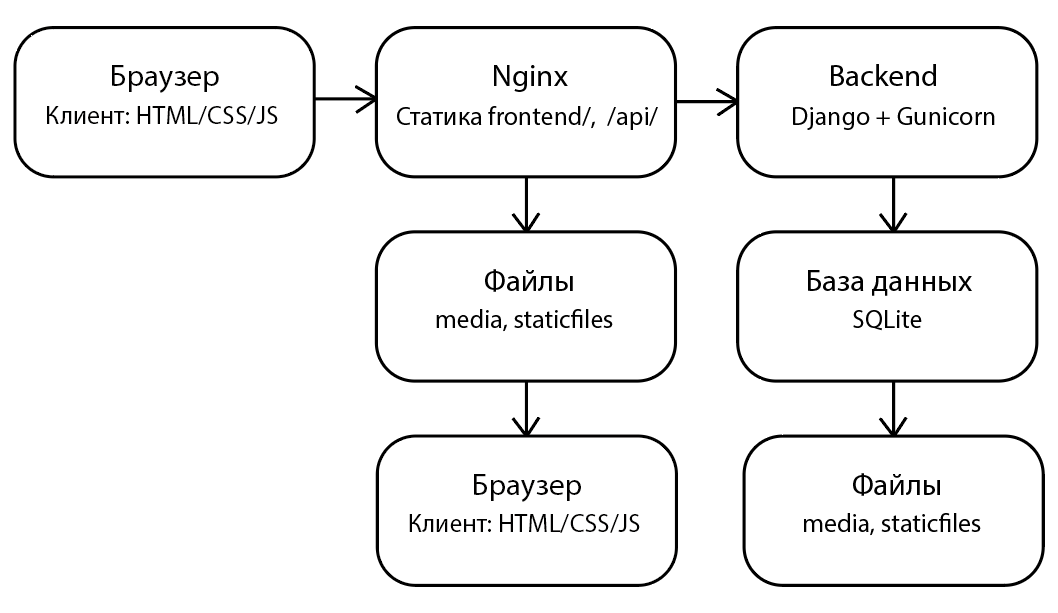 Браузер
Клиент: HTML/CSS/JS
Nginx
Статика frontend/, /api/
Backend
Django + Gunicorn
Файлы
media, staticfiles
База данных
SQLite
Браузер
Клиент: HTML/CSS/JS
Файлы
media, staticfiles